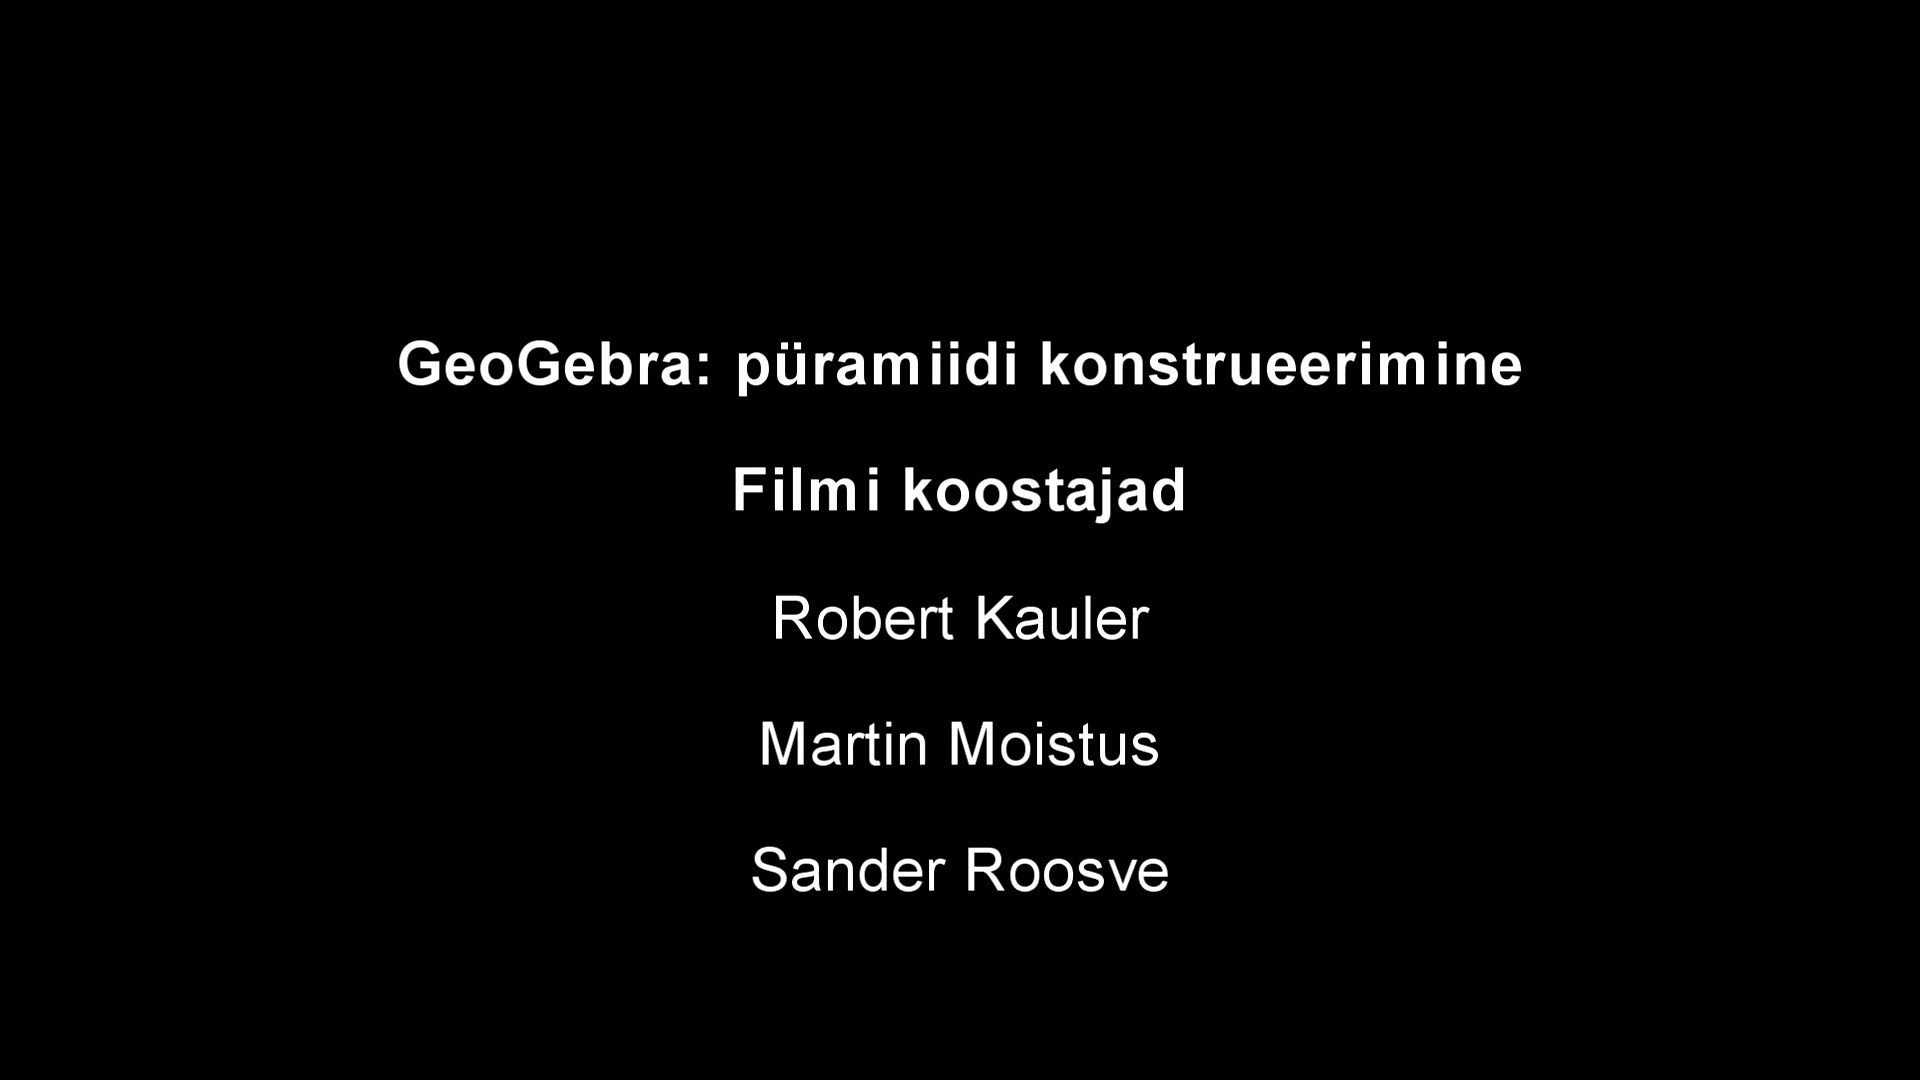 GeoGebra: püramiidi konstrueerimine
Filmi koostajad
Robert Kauler
Martin Moistus
Sander Roosve